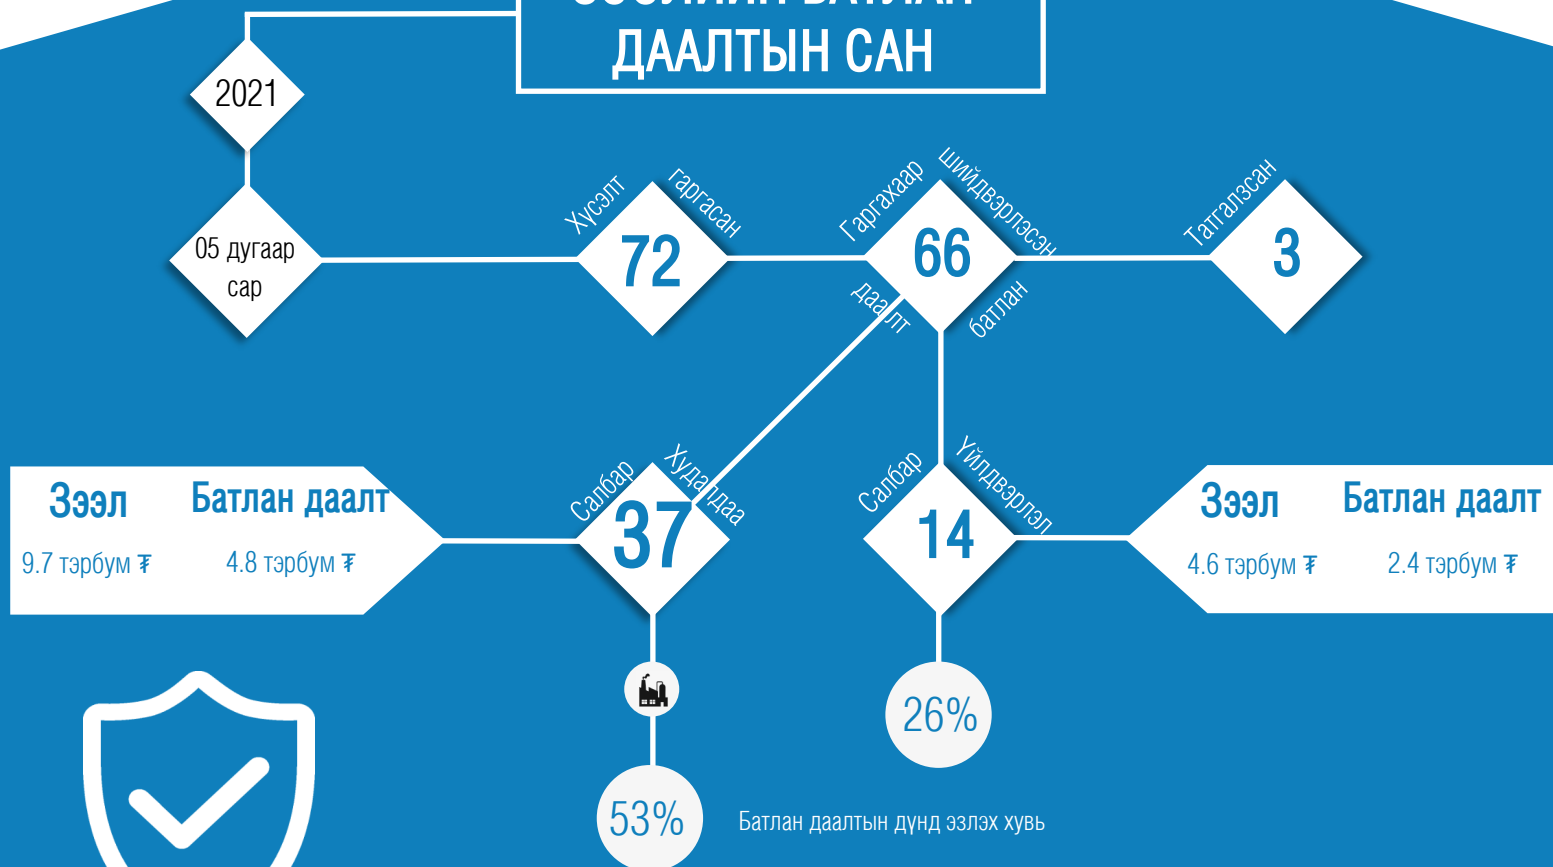 ДААЛТЫН САН
2021
05 дугаар
сар
Хүсэлт гаргасан
72
Гаргахаар шийдвэрлэсэн
66
батлан даалт
Татгалзсан
3
Салбар Худалдаа
37
Салбар Үйлдвэрлэл
14
Зээл Батлан даалт
9.7 тэрбум ₮ 4.8 тэрбум ₮
Зээл Батлан даалт
4.6 тэрбум ₮ 2.4 тэрбум ₮
26%
53%
Батлан даалтын дүнд эзлэх хувь